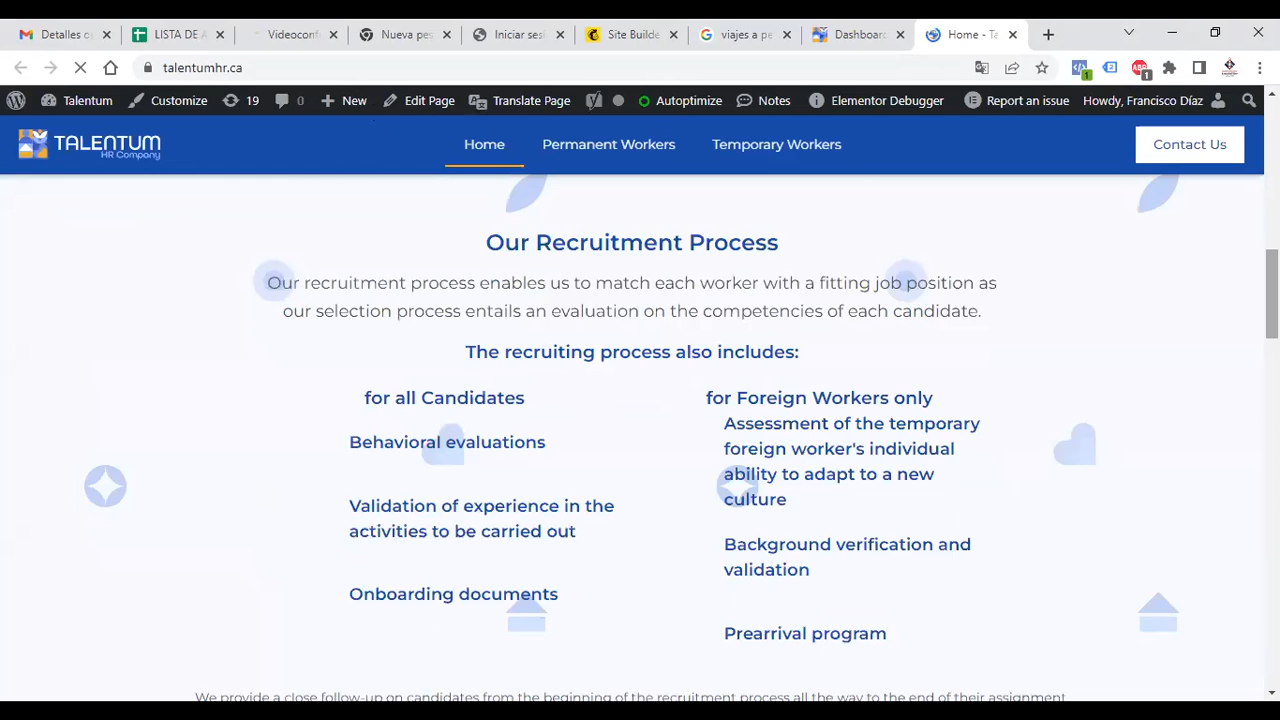 Detalles d
LISTA DE A
Videoconf
Nueva pes
Iniciar sesi
Site Builde
viajes a pe
Dashboard
Home - Ta
talentumhr.ca
1
2
ABP
1
Talentum
Customize
19
0
New
Edit Page
Translate Page
Autoptimize
Notes
Elementor Debugger
Report an issue
Howdy, Francisco Díaz
TALENTUM
HR Company
Home
Permanent Workers
Temporary Workers
Contact Us
Our Recruitment Process
Our recruitment process enables us to match each worker with a fitting job position as
our selection process entails an evaluation on the competencies of each candidate.
The recruiting process also includes:
for all Candidates
Behavioral evaluations
Validation of experience in the
activities to be carried out
Onboarding documents
for Foreign Workers only
Assessment of the temporary
foreign worker's individual
ability to adapt to a new
culture
Background verification and
validation
Prearrival program
We provide a close follow-up on candidates from the beginning of the recruitment process all the way to the end of their assignment